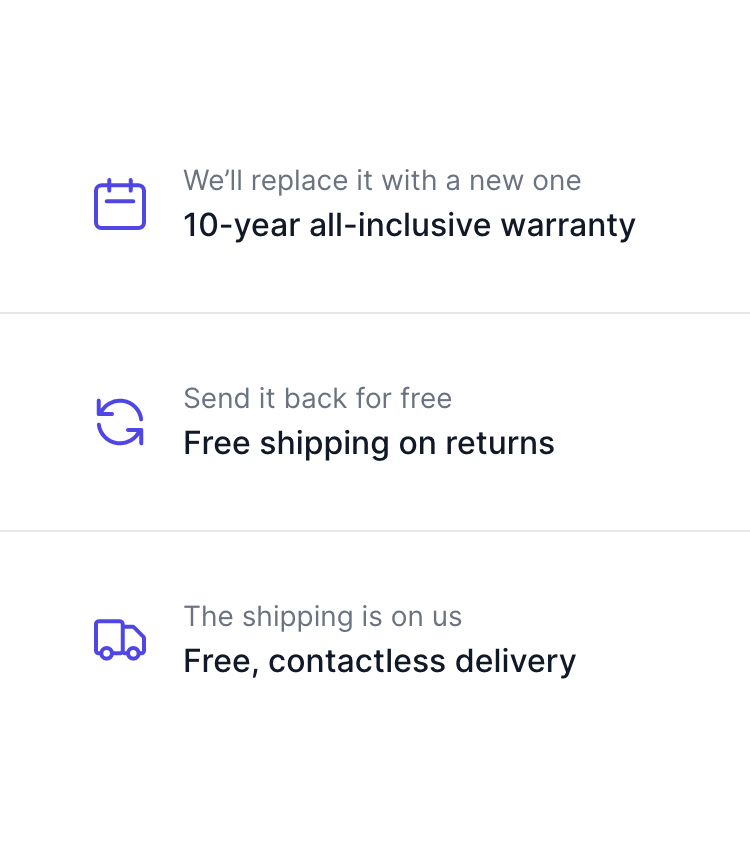 We’ll replace it with a new one
10-year all-inclusive warranty
Send it back for free
Free shipping on returns
The shipping is on us
Free, contactless delivery